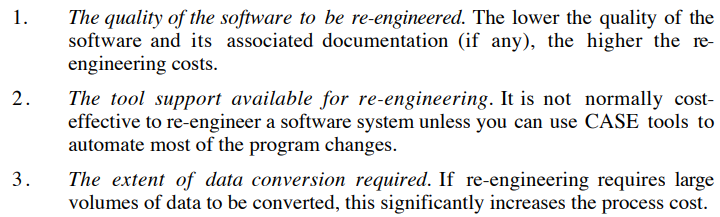 1. The quality of the software to be re-engineered. The lower the quality of the
software and its associated documentation (if any), the higher the re-
engineering costs.
2. The tool support available for re-engineering. It is not normally cost-
effective to re-engineer a software system unless you can use CASE tools to
automate most of the program changes.
3. The extent of data conversion required. If re-engineering requires large
volumes of data to be converted, this significantly increases the process cost.